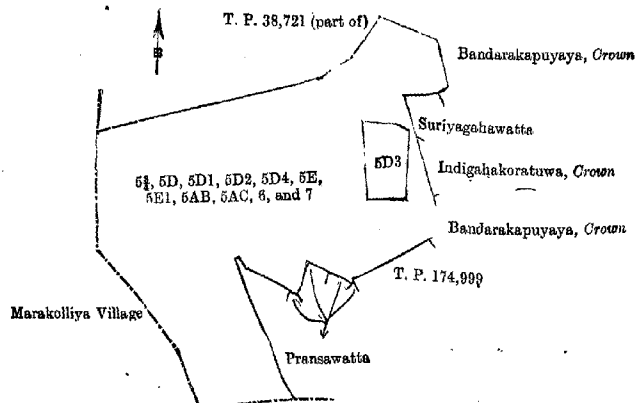 T. P. 38,721 (part of)
Bandarakapuyaya, Crown
Suriyagahawatta
5D3
Indigahakoratuwa, Crown
5D, 5D1, 5D2, 5D4, 5E,
5E1, 5AB, 5AC, 6, and 7
Bandarakapuyaya, Crown
T. P. 174,999
Marakolliya Village
Pransawatta